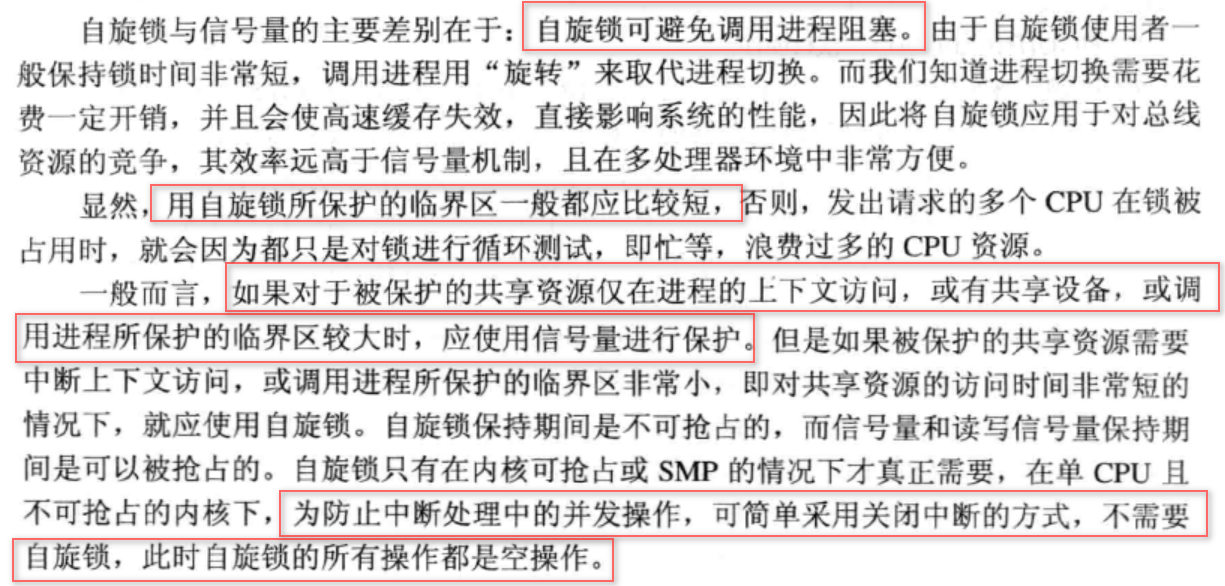 自旋锁与信号量的主要差别在于：自旋锁可避免调用进程阻塞。由于自旋锁使用者一
般保持锁时间非常短，调用进程用“旋转”来取代进程切换。而我们知道进程切换需要花
费一定开销，并且会使高速缓存失效，直接影响系统的性能，因此将自旋锁应用于对总线
资源的竞争，其效率远高于信号量机制，且在多处理器环境中非常方便。
显然，用自旋锁所保护的临界区一般都应比较短，否则，发出请求的多个 CPU 在锁被
占用时，就会因为都只是对锁进行循环测试，即忙等，浪费过多的 CPU 资源。
一般而言，如果对于被保护的共享资源仅在进程的上下文访问，或有共享设备，或调
用进程所保护的临界区较大时，应使用信号量进行保护。但是如果被保护的共享资源需要
中断上下文访问，或调用进程所保护的临界区非常小，即对共享资源的访问时间非常短的
情况下，就应使用自旋锁。自旋锁保持期间是不可抢占的，而信号量和读写信号量保持期
间是可以被抢占的。自旋锁只有在内核可抢占或 SMP 的情况下才真正需要，在单 CPU 且
不可抢占的内核下，为防止中断处理中的并发操作，可简单采用关闭中断的方式，不需要
自旋锁，此时自旋锁的所有操作都是空操作。